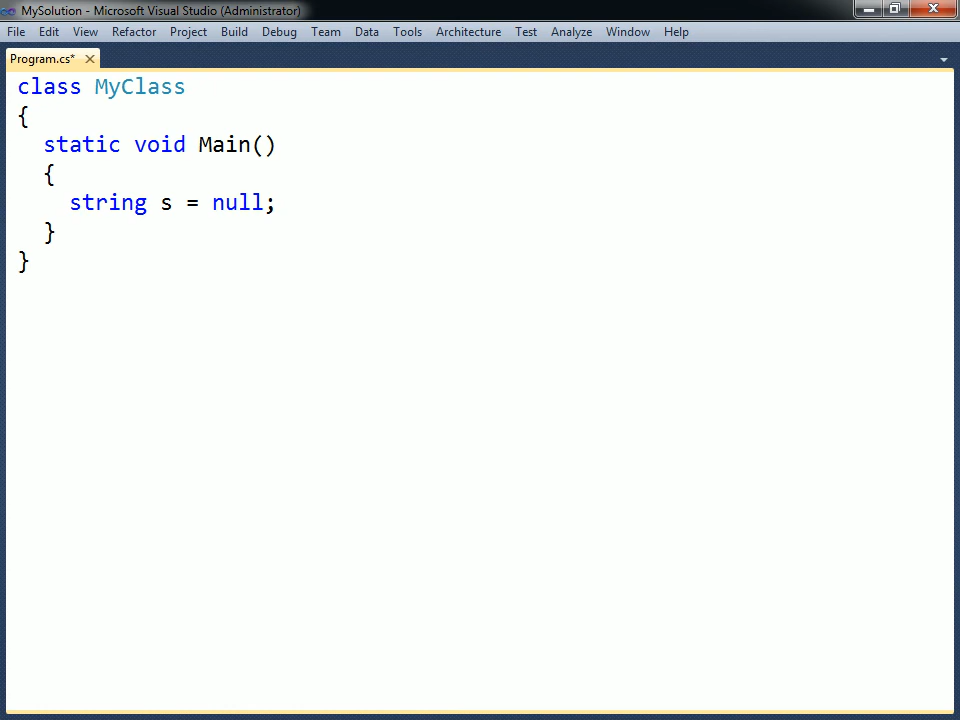 MySolution - Microsoft Visual Studio (Administrator)
File Edit View Refactor Project Build Debug Team Data Tools Architecture Test Analyze Window Help
Program.cs*
class MyClass
{
  static void Main()
  {
    string s = null;
  }
}